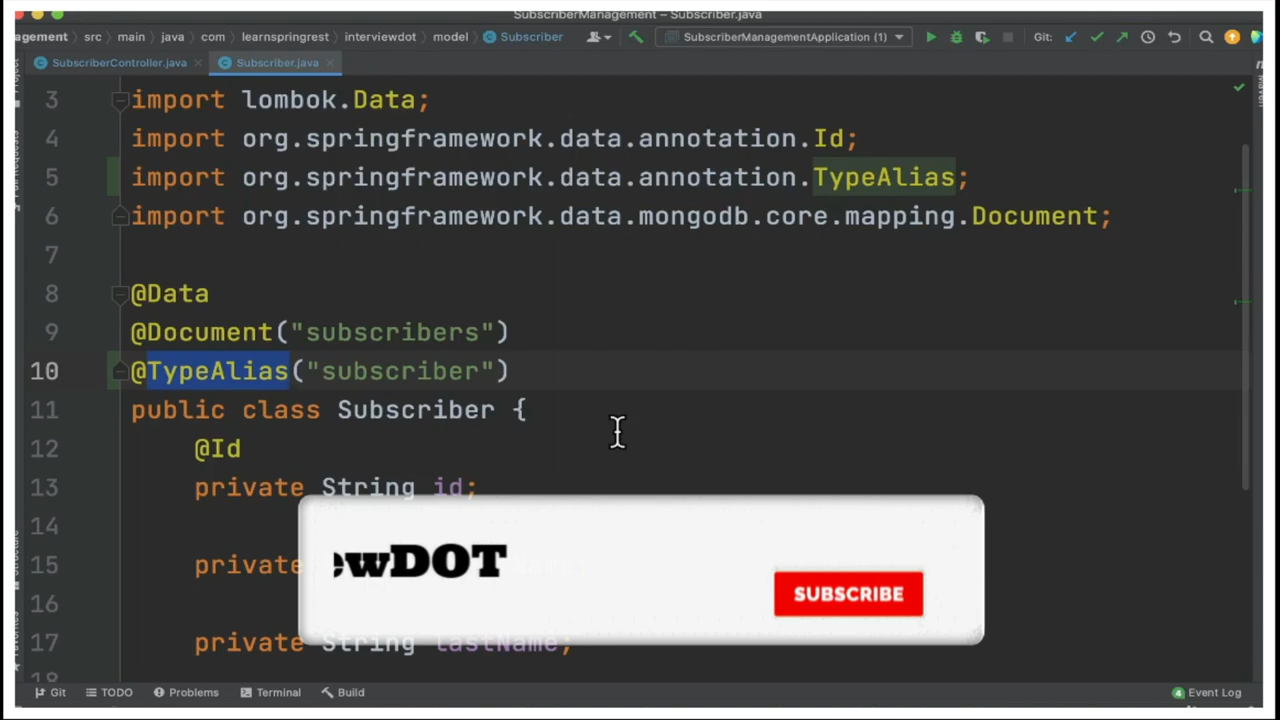 SubscriberManagement – Subscriber.java
agement src main java com learnspringrest interviewdot model Subscriber SubscriberManagementApplication (1) Git:
SubscriberController.java Subscriber.java
3 import lombok.Data;
4 import org.springframework.data.annotation.Id;
5 import org.springframework.data.annotation.TypeAlias;
6 import org.springframework.data.mongodb.core.mapping.Document;
7
8 @Data
9 @Document("subscribers")
10 @TypeAlias("subscriber")
11 public class Subscriber {
12 @Id
13 private String id;
14
15 private
16
17 private String lastName;
18
ewDOT
SUBSCRIBE
Git TODO Problems Terminal Build 4 Event Log
Maven
Structure